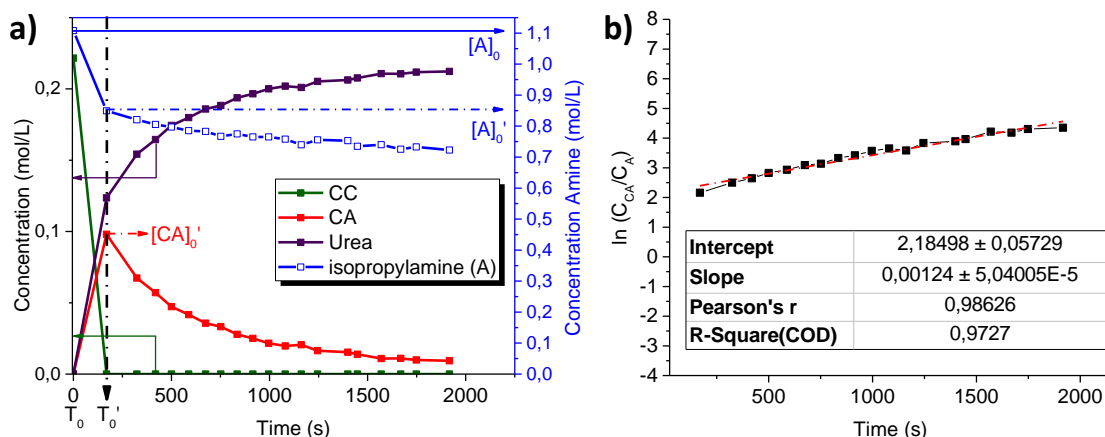 a)
Concentration (mol/L)
0,2
0,1
0,0
[A]₀
[A]₀'
[CA]₀'
CC
CA
Urea
isopropylamine (A)
1,1
1,0
0,9
0,8
0,7
0,6
0,5
0,4
0,3
0,2
0,1
0,0
Concentration Amine (mol/L)
0 500 1000 1500 2000
T₀ T₀'
Time (s)
b)
ln (C_CA/C_A)
8
7
6
5
4
3
2
1
0
-1
-2
-3
-4
Intercept 2,18498 ± 0,05729
Slope 0,00124 ± 5,04005E-5
Pearson's r 0,98626
R-Square(COD) 0,9727
500 1000 1500 2000
Time (s)